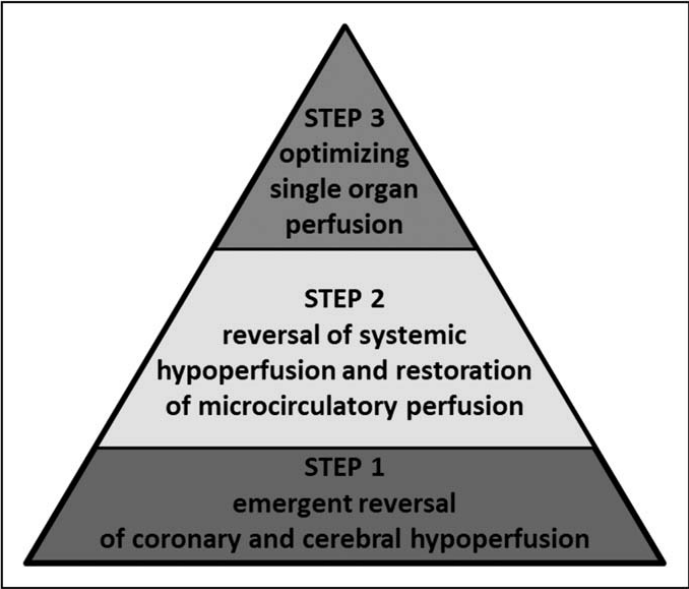 STEP 3
optimizing
single organ
perfusion
STEP 2
reversal of systemic
hypoperfusion and restoration
of microcirculatory perfusion
STEP 1
emergent reversal
of coronary and cerebral hypoperfusion